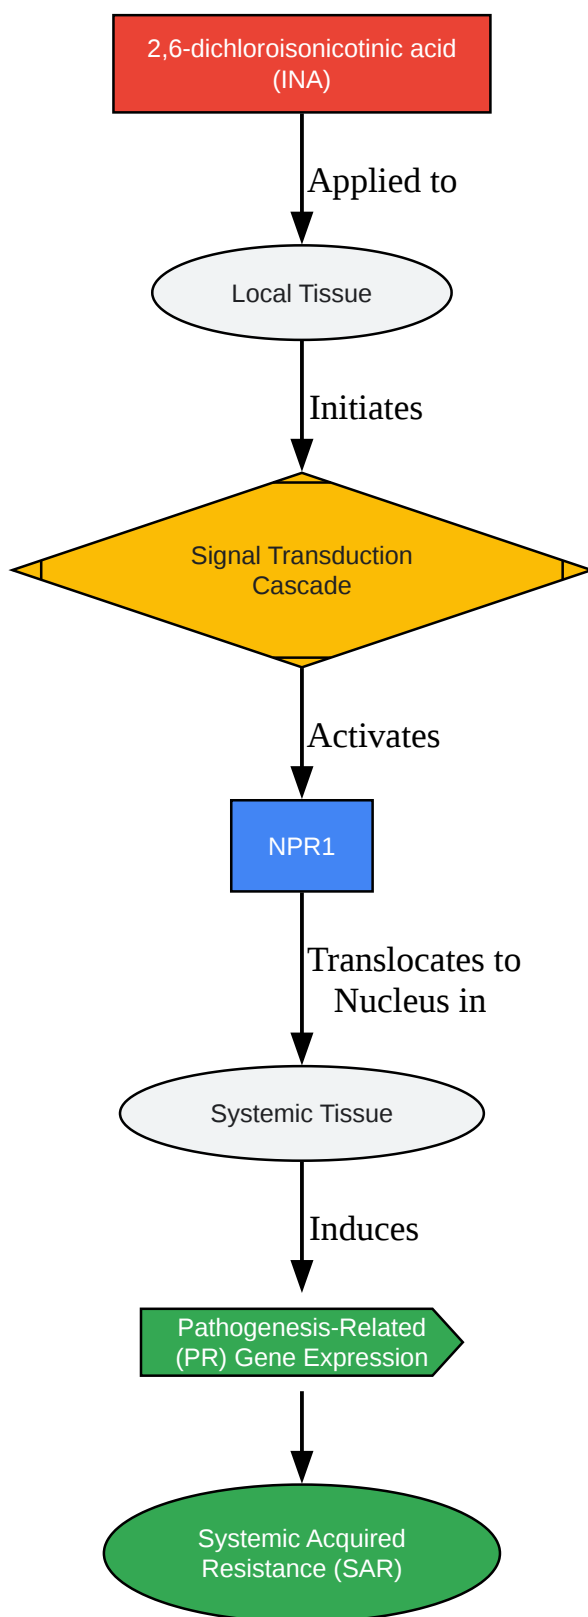 2,6-dichloroisonicotinic acid
(INA)
Applied to
Local Tissue
Initiates
Signal Transduction
Cascade
Activates
NPR1
Translocates to
Nucleus in
Systemic Tissue
Induces
Pathogenesis-Related
(PR) Gene Expression
Systemic Acquired
Resistance (SAR)